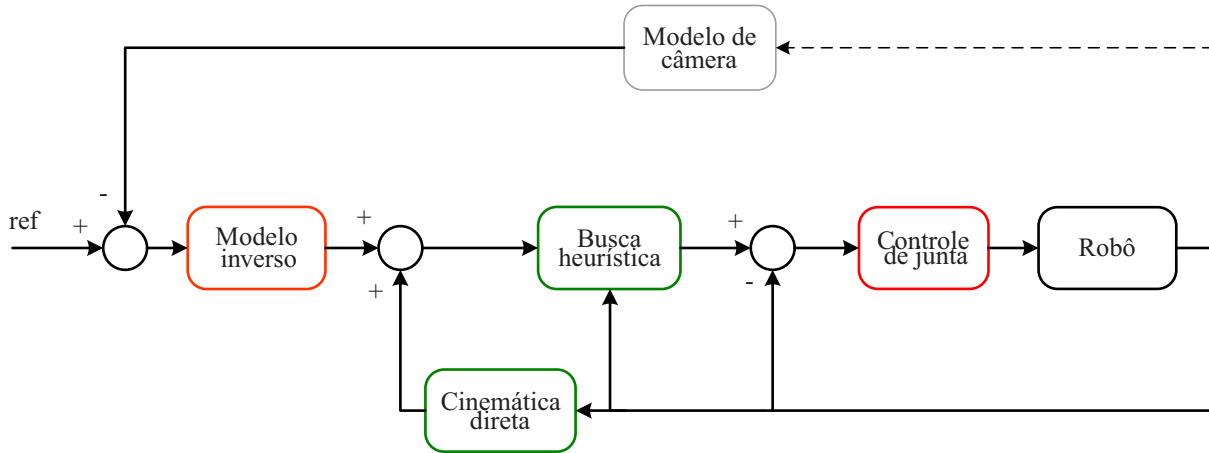 Modelo de
câmera
-
ref
+
Modelo
inverso
+
+
Busca
heurística
+
-
Controle
de junta
Robô
Cinemática
direta